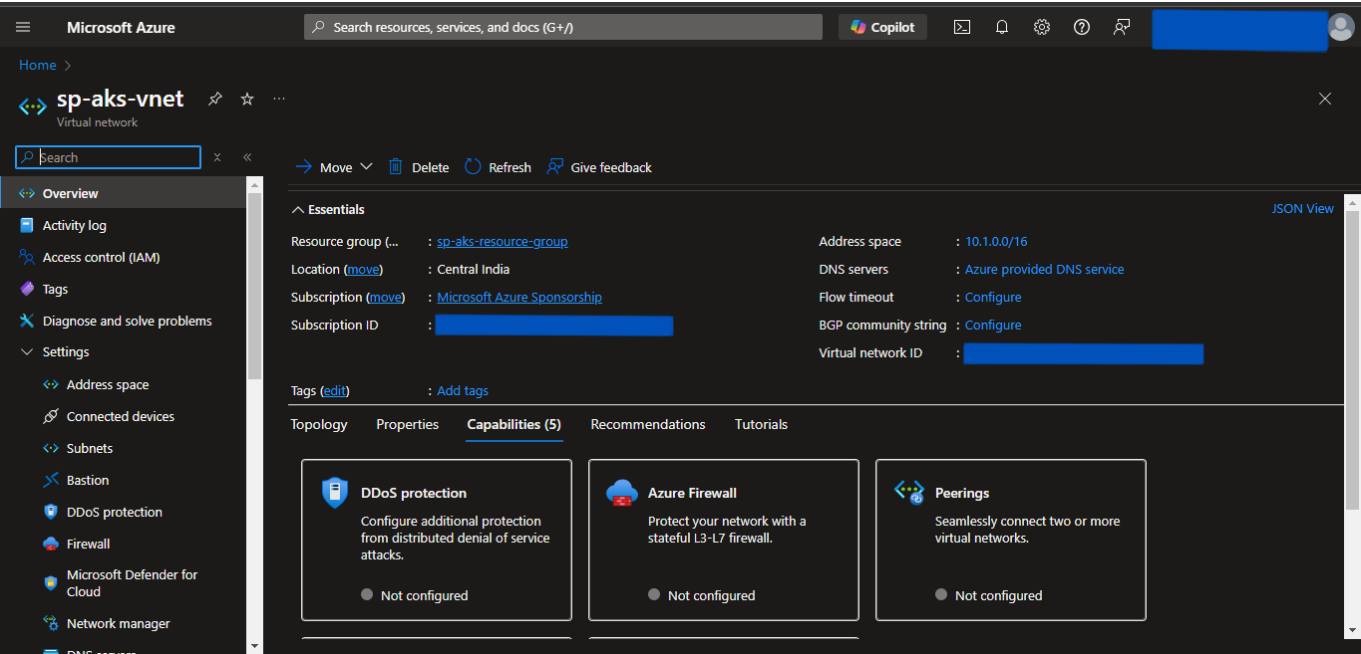 Microsoft Azure
Search resources, services, and docs (G+/)
Copilot
Home >
sp-aks-vnet
Virtual network
Search
Overview
Activity log
Access control (IAM)
Tags
Diagnose and solve problems
Settings
Address space
Connected devices
Subnets
Bastion
DDoS protection
Firewall
Microsoft Defender for
Cloud
Network manager
DNS servers
Move Delete Refresh Give feedback
Essentials JSON View
Resource group (... : sp-aks-resource-group
Location (move) : Central India
Subscription (move) : Microsoft Azure Sponsorship
Subscription ID :
Address space : 10.1.0.0/16
DNS servers : Azure provided DNS service
Flow timeout : Configure
BGP community string : Configure
Virtual network ID :
Tags (edit) : Add tags
Topology Properties Capabilities (5) Recommendations Tutorials
DDoS protection
Configure additional protection
from distributed denial of service
attacks.
Not configured
Azure Firewall
Protect your network with a
stateful L3-L7 firewall.
Not configured
Peerings
Seamlessly connect two or more
virtual networks.
Not configured